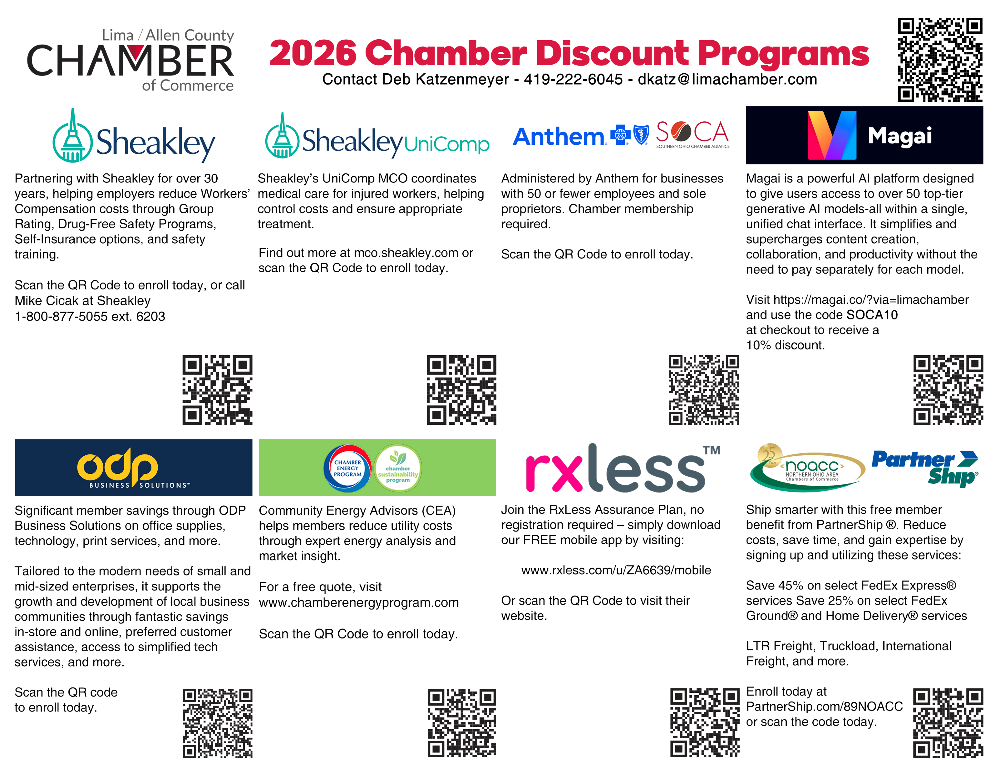 Lima / Allen County
CHAMBER
of Commerce
2026 Chamber Discount Programs
Contact Deb Katzenmeyer - 419-222-6045 - dkatz@limachamber.com
Sheakley
Partnering with Sheakley for over 30
years, helping employers reduce Workers’
Compensation costs through Group
Rating, Drug-Free Safety Programs,
Self-Insurance options, and safety
training.
Scan the QR Code to enroll today, or call
Mike Cicak at Sheakley
1-800-877-5055 ext. 6203
Sheakley UniComp
Sheakley’s UniComp MCO coordinates
medical care for injured workers, helping
control costs and ensure appropriate
treatment.
Find out more at mco.sheakley.com or
scan the QR Code to enroll today.
Anthem
SOCA
SOUTHERN OHIO CHAMBER ALLIANCE
Administered by Anthem for businesses
with 50 or fewer employees and sole
proprietors. Chamber membership
required.
Scan the QR Code to enroll today.
Magai
Magai is a powerful AI platform designed
to give users access to over 50 top-tier
generative AI models-all within a single,
unified chat interface. It simplifies and
supercharges content creation,
collaboration, and productivity without the
need to pay separately for each model.
Visit https://magai.co/?via=limachamber
and use the code SOCA10
at checkout to receive a
10% discount.
odp
BUSINESS SOLUTIONS™
Significant member savings through ODP
Business Solutions on office supplies,
technology, print services, and more.
Tailored to the modern needs of small and
mid-sized enterprises, it supports the
growth and development of local business
communities through fantastic savings
in-store and online, preferred customer
assistance, access to simplified tech
services, and more.
Scan the QR code
to enroll today.
CHAMBER
ENERGY
PROGRAM
chamber
sustainability
program
Community Energy Advisors (CEA)
helps members reduce utility costs
through expert energy analysis and
market insight.
For a free quote, visit
www.chamberenergyprogram.com
Scan the QR Code to enroll today.
rxless™
Join the RxLess Assurance Plan, no
registration required – simply download
our FREE mobile app by visiting:
www.rxless.com/u/ZA6639/mobile
Or scan the QR Code to visit their
website.
25
Years
noacc
NORTHERN OHIO AREA
Chambers of Commerce
Partner
Ship®
Ship smarter with this free member
benefit from PartnerShip ®. Reduce
costs, save time, and gain expertise by
signing up and utilizing these services:
Save 45% on select FedEx Express®
services Save 25% on select FedEx
Ground® and Home Delivery® services
LTR Freight, Truckload, International
Freight, and more.
Enroll today at
PartnerShip.com/89NOACC
or scan the code today.